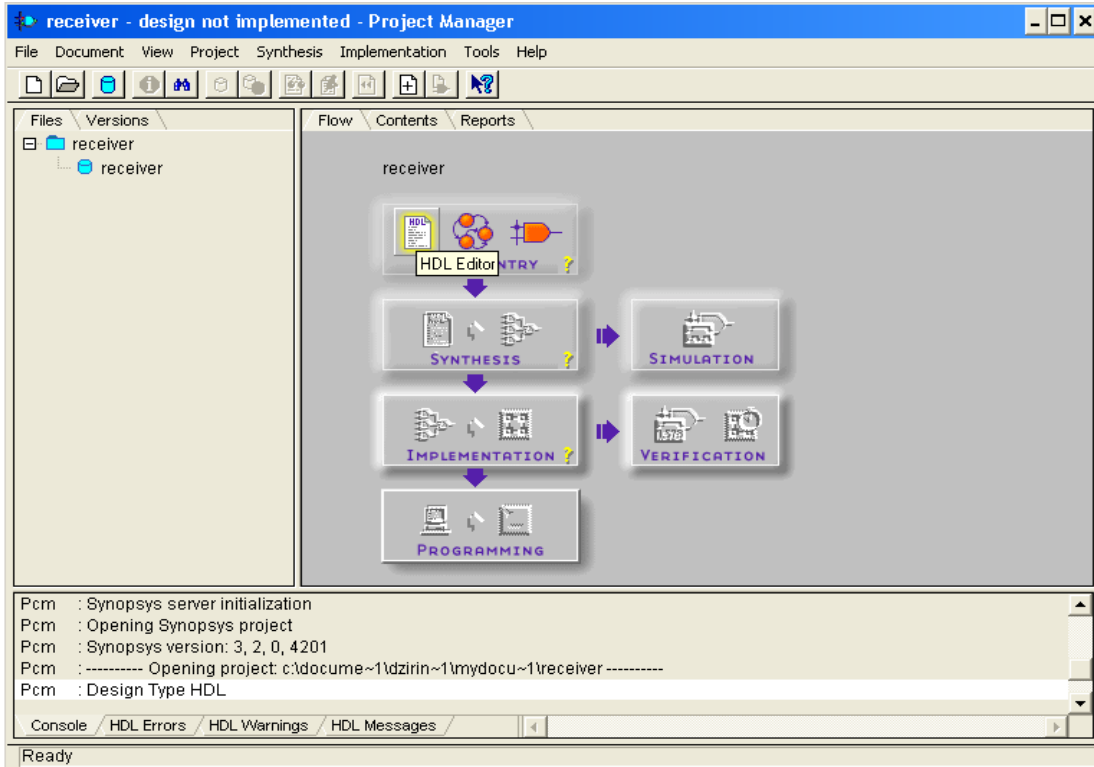 receiver - design not implemented - Project Manager
File Document View Project Synthesis Implementation Tools Help
Files Versions
Flow Contents Reports
receiver
receiver
receiver
HDL
HDL Editor
NTRY ?
SYNTHESIS ?
SIMULATION
IMPLEMENTATION ?
VERIFICATION
PROGRAMMING
Pcm : Synopsys server initialization
Pcm : Opening Synopsys project
Pcm : Synopsys version: 3, 2, 0, 4201
Pcm : ---------- Opening project: c:\docume~1\dzirin~1\mydocu~1\receiver ----------
Pcm : Design Type HDL
Console HDL Errors HDL Warnings HDL Messages
Ready